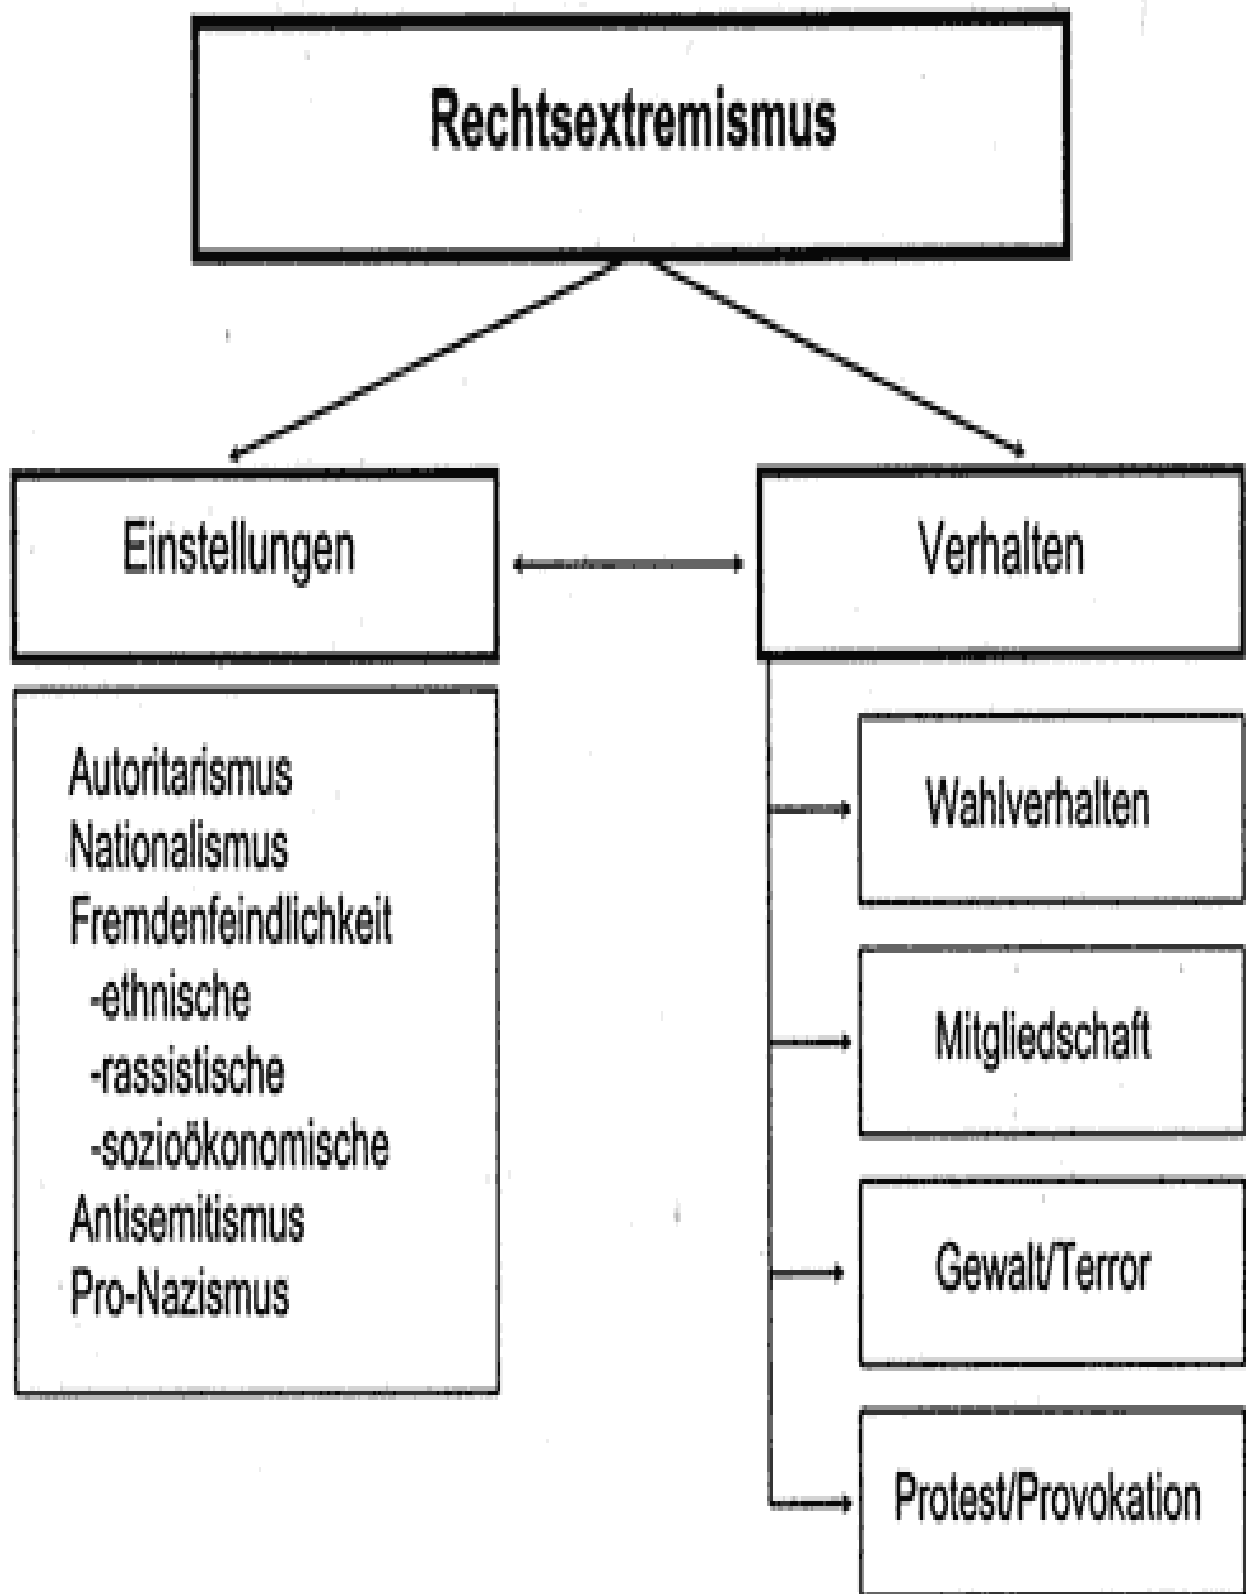 Rechtsextremismus
Einstellungen
Verhalten
Autoritarismus
Nationalismus
Fremdenfeindlichkeit
-ethnische
-rassistische
-sozioökonomische
Antisemitismus
Pro-Nazismus
Wahlverhalten
Mitgliedschaft
Gewalt/Terror
Protest/Provokation